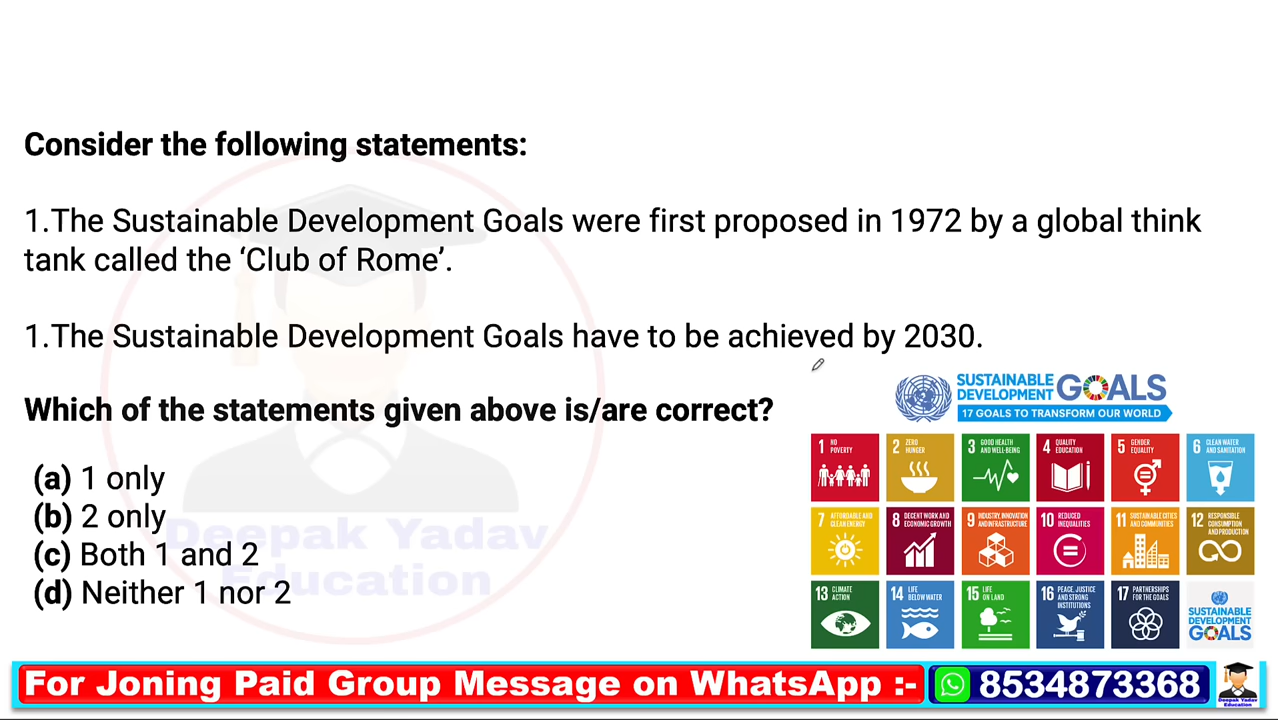 Consider the following statements:
1.The Sustainable Development Goals were first proposed in 1972 by a global think
tank called the ‘Club of Rome’.
1.The Sustainable Development Goals have to be achieved by 2030.
Which of the statements given above is/are correct?
(a) 1 only
(b) 2 only
(c) Both 1 and 2
(d) Neither 1 nor 2
Deepak Yadav
Education
SUSTAINABLE
DEVELOPMENT GOALS
17 GOALS TO TRANSFORM OUR WORLD
1 NO
POVERTY
2 ZERO
HUNGER
3 GOOD HEALTH
AND WELL-BEING
4 QUALITY
EDUCATION
5 GENDER
EQUALITY
6 CLEAN WATER
AND SANITATION
7 AFFORDABLE AND
CLEAN ENERGY
8 DECENT WORK AND
ECONOMIC GROWTH
9 INDUSTRY, INNOVATION
AND INFRASTRUCTURE
10 REDUCED
INEQUALITIES
11 SUSTAINABLE CITIES
AND COMMUNITIES
12 RESPONSIBLE
CONSUMPTION
AND PRODUCTION
13 CLIMATE
ACTION
14 LIFE
BELOW WATER
15 LIFE
ON LAND
16 PEACE, JUSTICE
AND STRONG
INSTITUTIONS
17 PARTNERSHIPS
FOR THE GOALS
SUSTAINABLE
DEVELOPMENT
GOALS
For Joning Paid Group Message on WhatsApp :- 8534873368
Deepak Yadav
Education